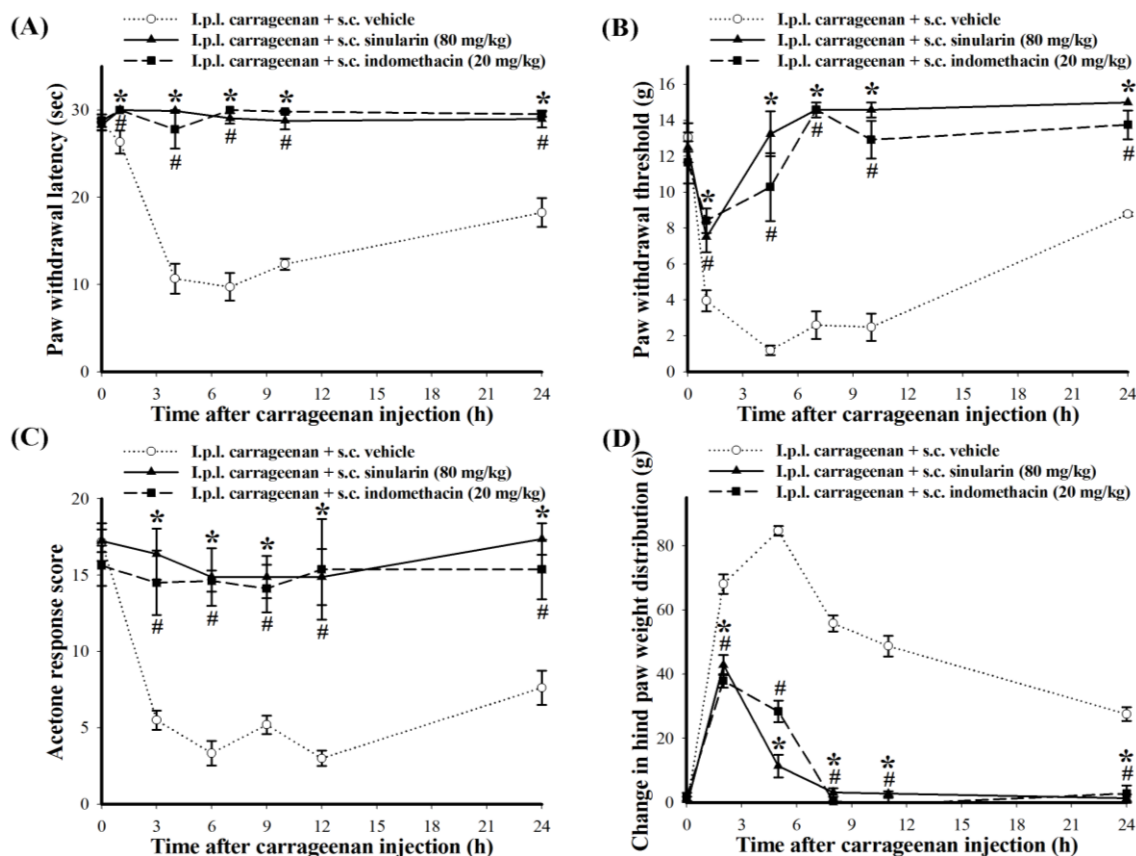 (A)
I.p.l. carrageenan + s.c. vehicle
I.p.l. carrageenan + s.c. sinularin (80 mg/kg)
I.p.l. carrageenan + s.c. indomethacin (20 mg/kg)
Paw withdrawal latency (sec)
40
30
20
10
0
* * * * *
# # # # #
0 3 6 9 12 15 18 21 24
Time after carrageenan injection (h)
(B)
I.p.l. carrageenan + s.c. vehicle
I.p.l. carrageenan + s.c. sinularin (80 mg/kg)
I.p.l. carrageenan + s.c. indomethacin (20 mg/kg)
Paw withdrawal threshold (g)
16
14
12
10
8
6
4
2
0
* * * * *
# # # # #
0 3 6 9 12 15 18 21 24
Time after carrageenan injection (h)
(C)
I.p.l. carrageenan + s.c. vehicle
I.p.l. carrageenan + s.c. sinularin (80 mg/kg)
I.p.l. carrageenan + s.c. indomethacin (20 mg/kg)
Acetone response score
20
15
10
5
0
* * * * *
# # # # #
0 3 6 9 12 15 18 21 24
Time after carrageenan injection (h)
(D)
I.p.l. carrageenan + s.c. vehicle
I.p.l. carrageenan + s.c. sinularin (80 mg/kg)
I.p.l. carrageenan + s.c. indomethacin (20 mg/kg)
Change in hind paw weight distribution (g)
80
60
40
20
0
* * * * *
# # # # #
0 3 6 9 12 15 18 21 24
Time after carrageenan injection (h)